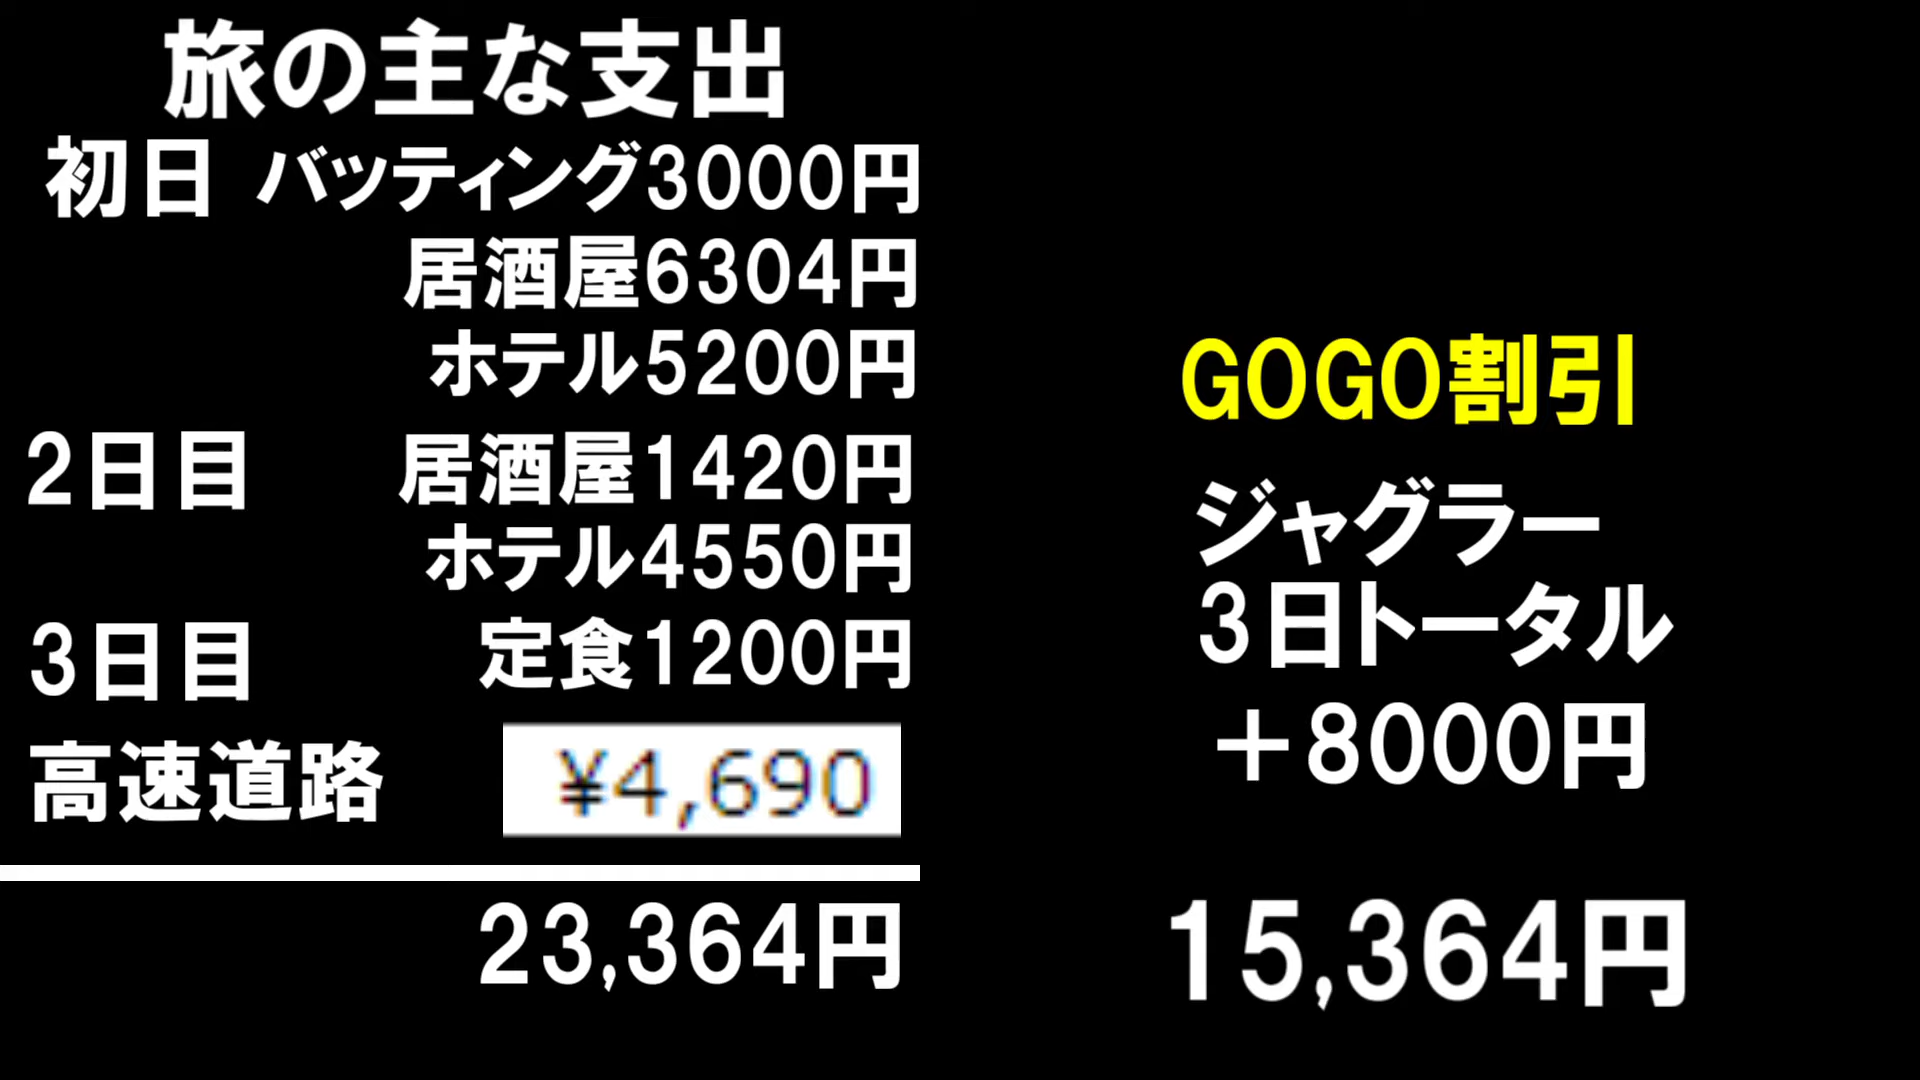 旅の主な支出
初日 バッティング3000円
居酒屋6304円
ホテル5200円
2日目 居酒屋1420円
ホテル4550円
3日目 定食1200円
高速道路 ¥4,690
23,364円
GOGO割引
ジャグラー
3日トータル
+8000円
15,364円